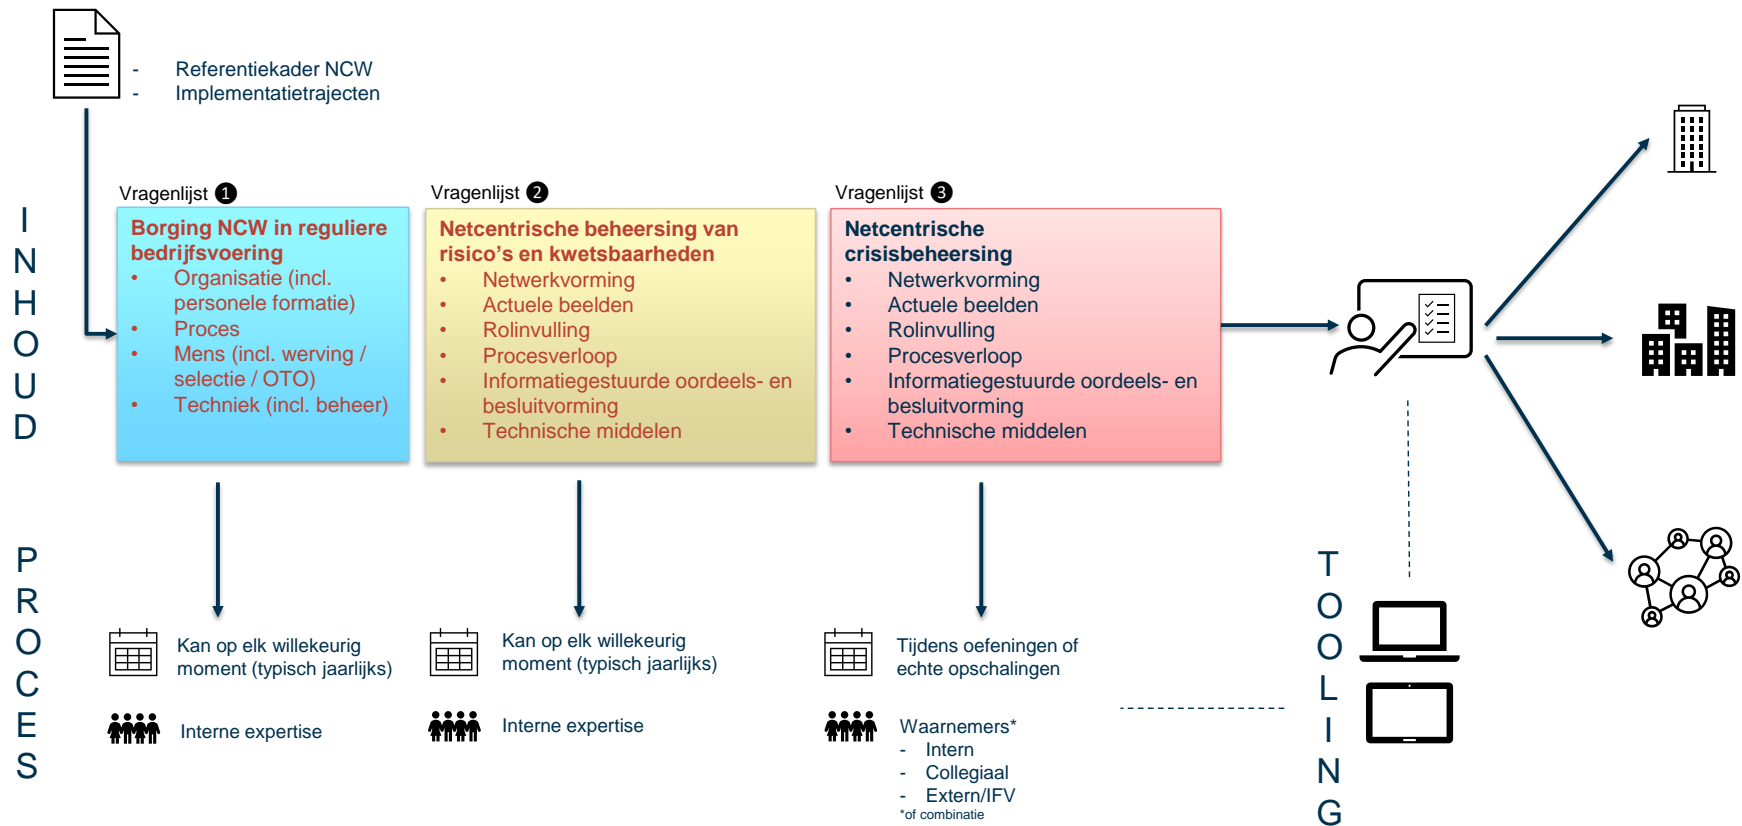 - Referentiekader NCW
- Implementatietrajecten
INHOUD
Vragenlijst 1
Borging NCW in reguliere
bedrijfsvoering
• Organisatie (incl.
personele formatie)
• Proces
• Mens (incl. werving /
selectie / OTO)
• Techniek (incl. beheer)
Vragenlijst 2
Netcentrische beheersing van
risico's en kwetsbaarheden
• Netwerkvorming
• Actuele beelden
• Rolinvulling
• Procesverloop
• Informatiegestuurde oordeels- en
besluitvorming
• Technische middelen
Vragenlijst 3
Netcentrische
crisisbeheersing
• Netwerkvorming
• Actuele beelden
• Rolinvulling
• Procesverloop
• Informatiegestuurde oordeels- en
besluitvorming
• Technische middelen
PROCES
Kan op elk willekeurig
moment (typisch jaarlijks)
Interne expertise
Kan op elk willekeurig
moment (typisch jaarlijks)
Interne expertise
Tijdens oefeningen of
echte opschalingen
Waarnemers*
- Intern
- Collegiaal
- Extern/IFV
*of combinatie
TOOLING